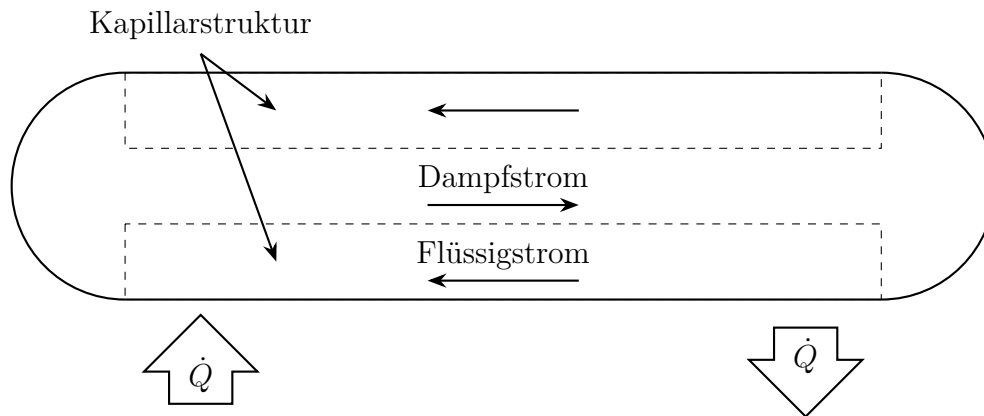 Kapillarstruktur
Dampfstrom
Flüssigstrom
Q̇
Q̇